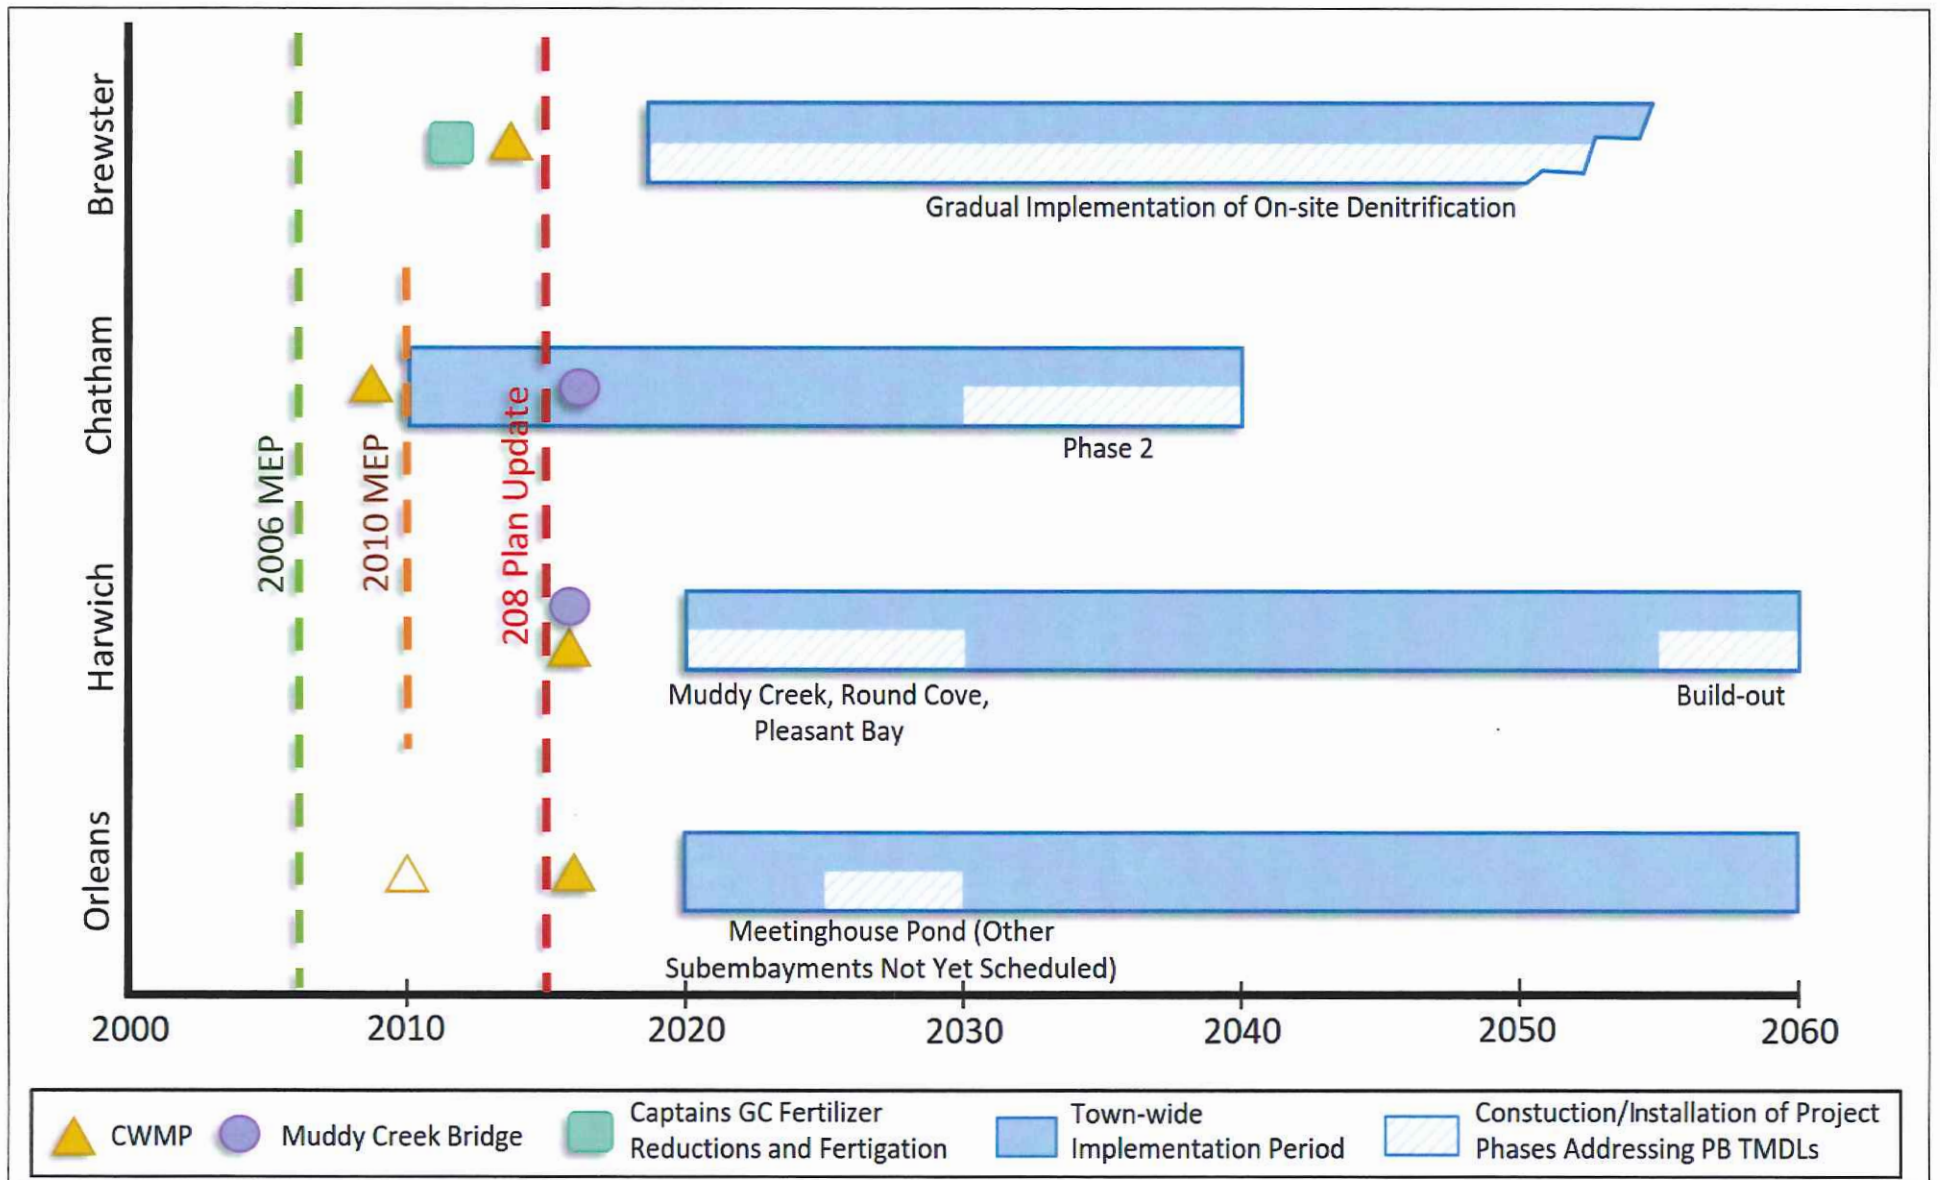 Brewster
Gradual Implementation of On-site Denitrification
Chatham
Phase 2
2006 MEP
2010 MEP
208 Plan Update
Harwich
Muddy Creek, Round Cove,
Pleasant Bay
Build-out
Orleans
Meetinghouse Pond (Other
Subembayments Not Yet Scheduled)
2000 2010 2020 2030 2040 2050 2060
CWMP
Muddy Creek Bridge
Captains GC Fertilizer
Reductions and Fertigation
Town-wide
Implementation Period
Constuction/Installation of Project
Phases Addressing PB TMDLs